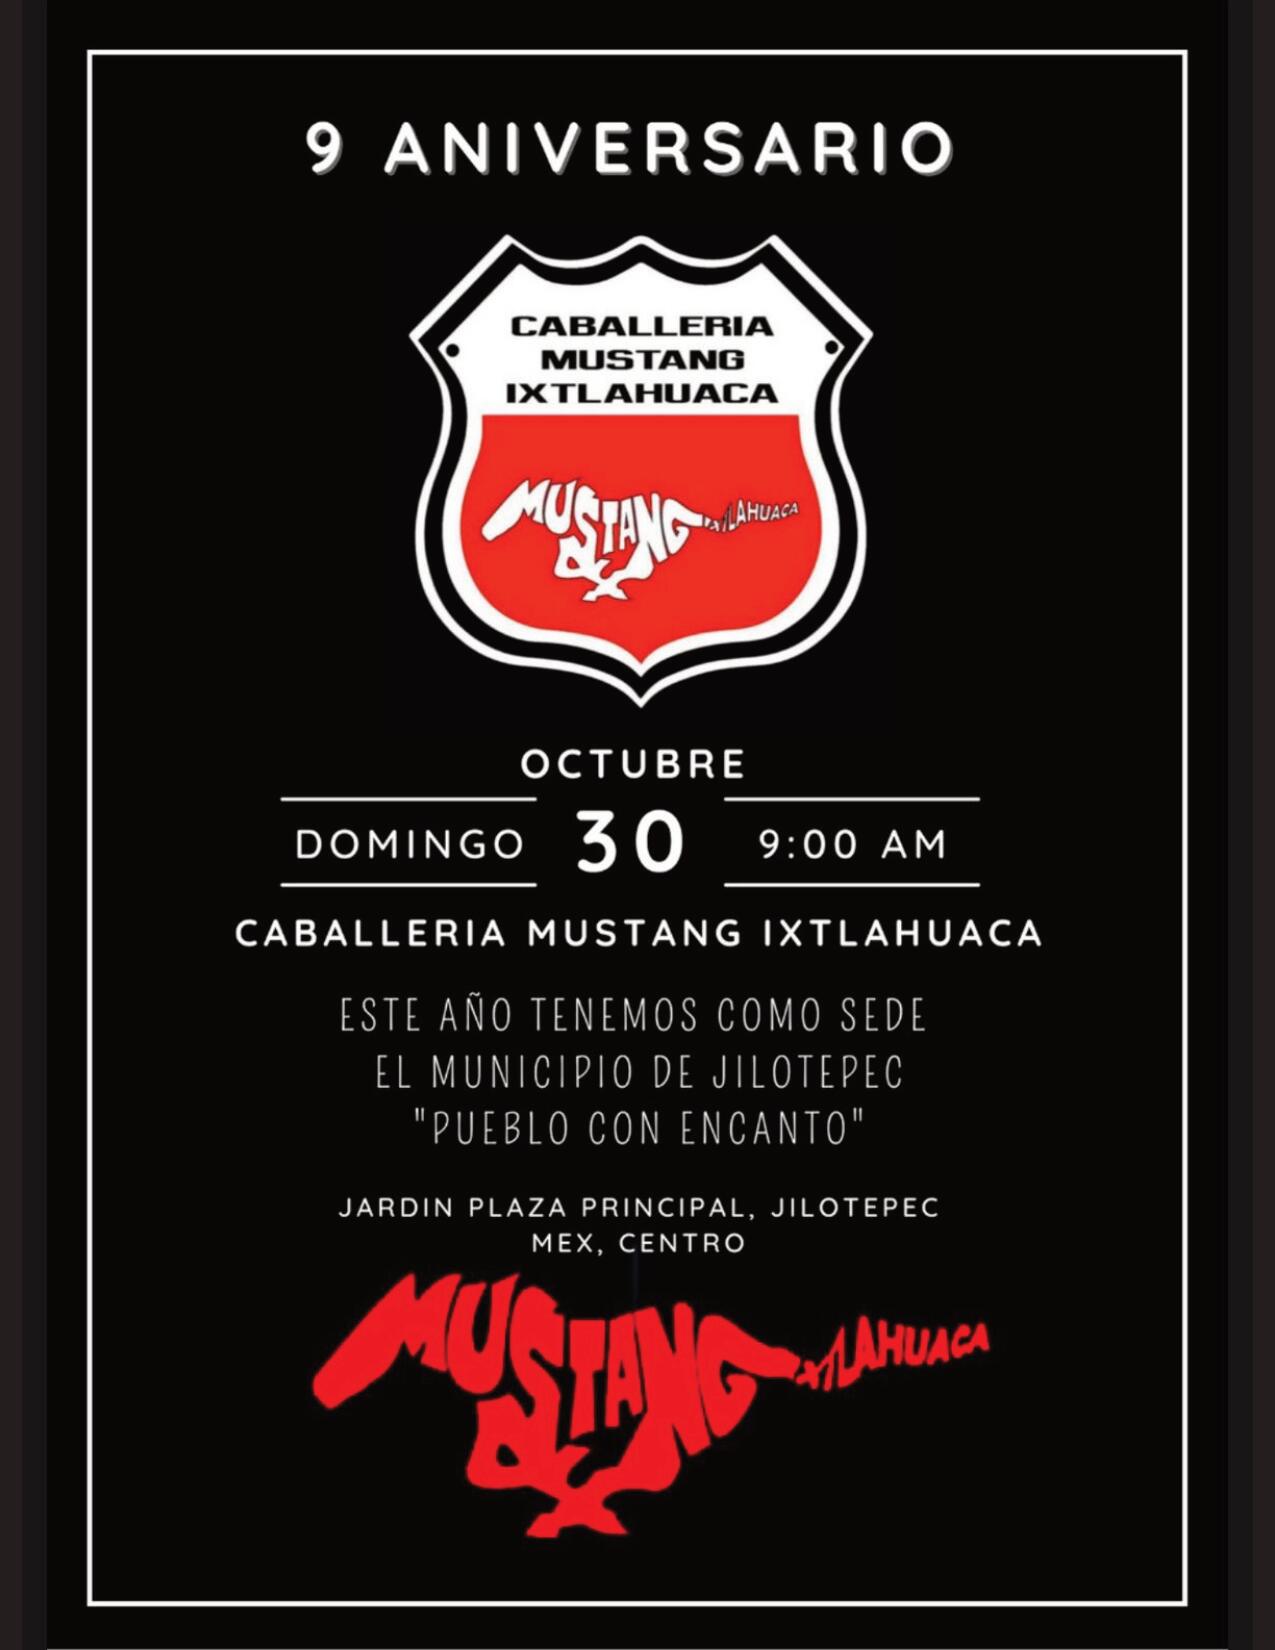 9 ANIVERSARIO
CABALLERIA
MUSTANG
IXTLAHUACA
MUSTANG IXTLAHUACA
OCTUBRE
DOMINGO 30 9:00 AM
CABALLERIA MUSTANG IXTLAHUACA
ESTE AÑO TENEMOS COMO SEDE
EL MUNICIPIO DE JILOTEPEC
"PUEBLO CON ENCANTO"
JARDIN PLAZA PRINCIPAL, JILOTEPEC
MEX, CENTRO
MUSTANG IXTLAHUACA